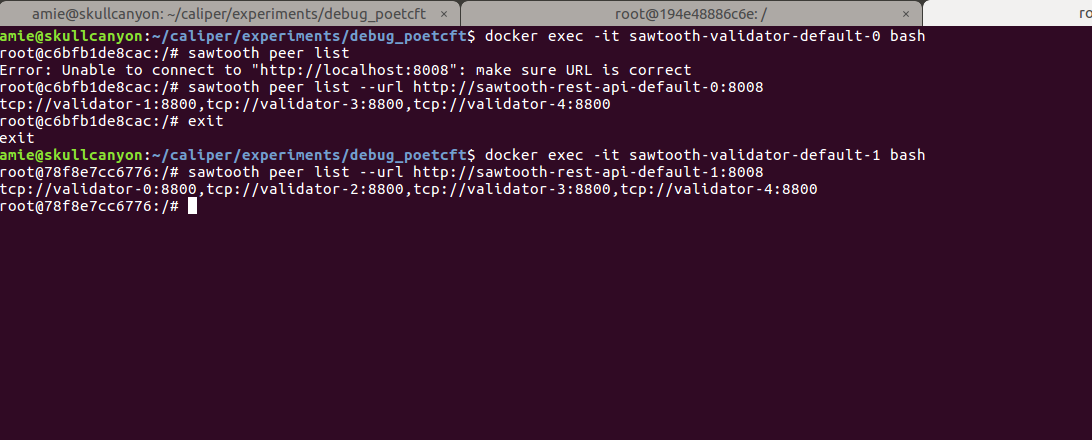 amie@skullcanyon: ~/caliper/experiments/debug_poetcft × root@194e48886c6e: / × ro
amie@skullcanyon:~/caliper/experiments/debug_poetcft$ docker exec -it sawtooth-validator-default-0 bash
root@c6bfb1de8cac:/# sawtooth peer list
Error: Unable to connect to "http://localhost:8008": make sure URL is correct
root@c6bfb1de8cac:/# sawtooth peer list --url http://sawtooth-rest-api-default-0:8008
tcp://validator-1:8800,tcp://validator-3:8800,tcp://validator-4:8800
root@c6bfb1de8cac:/# exit
exit
amie@skullcanyon:~/caliper/experiments/debug_poetcft$ docker exec -it sawtooth-validator-default-1 bash
root@78f8e7cc6776:/# sawtooth peer list --url http://sawtooth-rest-api-default-1:8008
tcp://validator-0:8800,tcp://validator-2:8800,tcp://validator-3:8800,tcp://validator-4:8800
root@78f8e7cc6776:/#